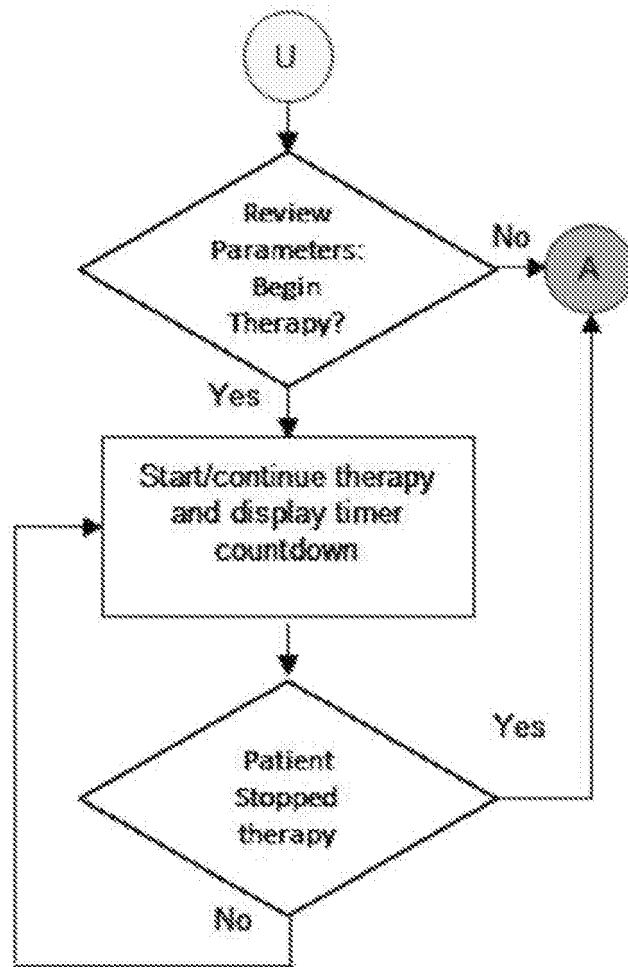 U
Review
Parameters:
Begin
Therapy?
No
A
Yes
Start/continue therapy
and display timer
countdown
Yes
Patient
Stopped
therapy
No